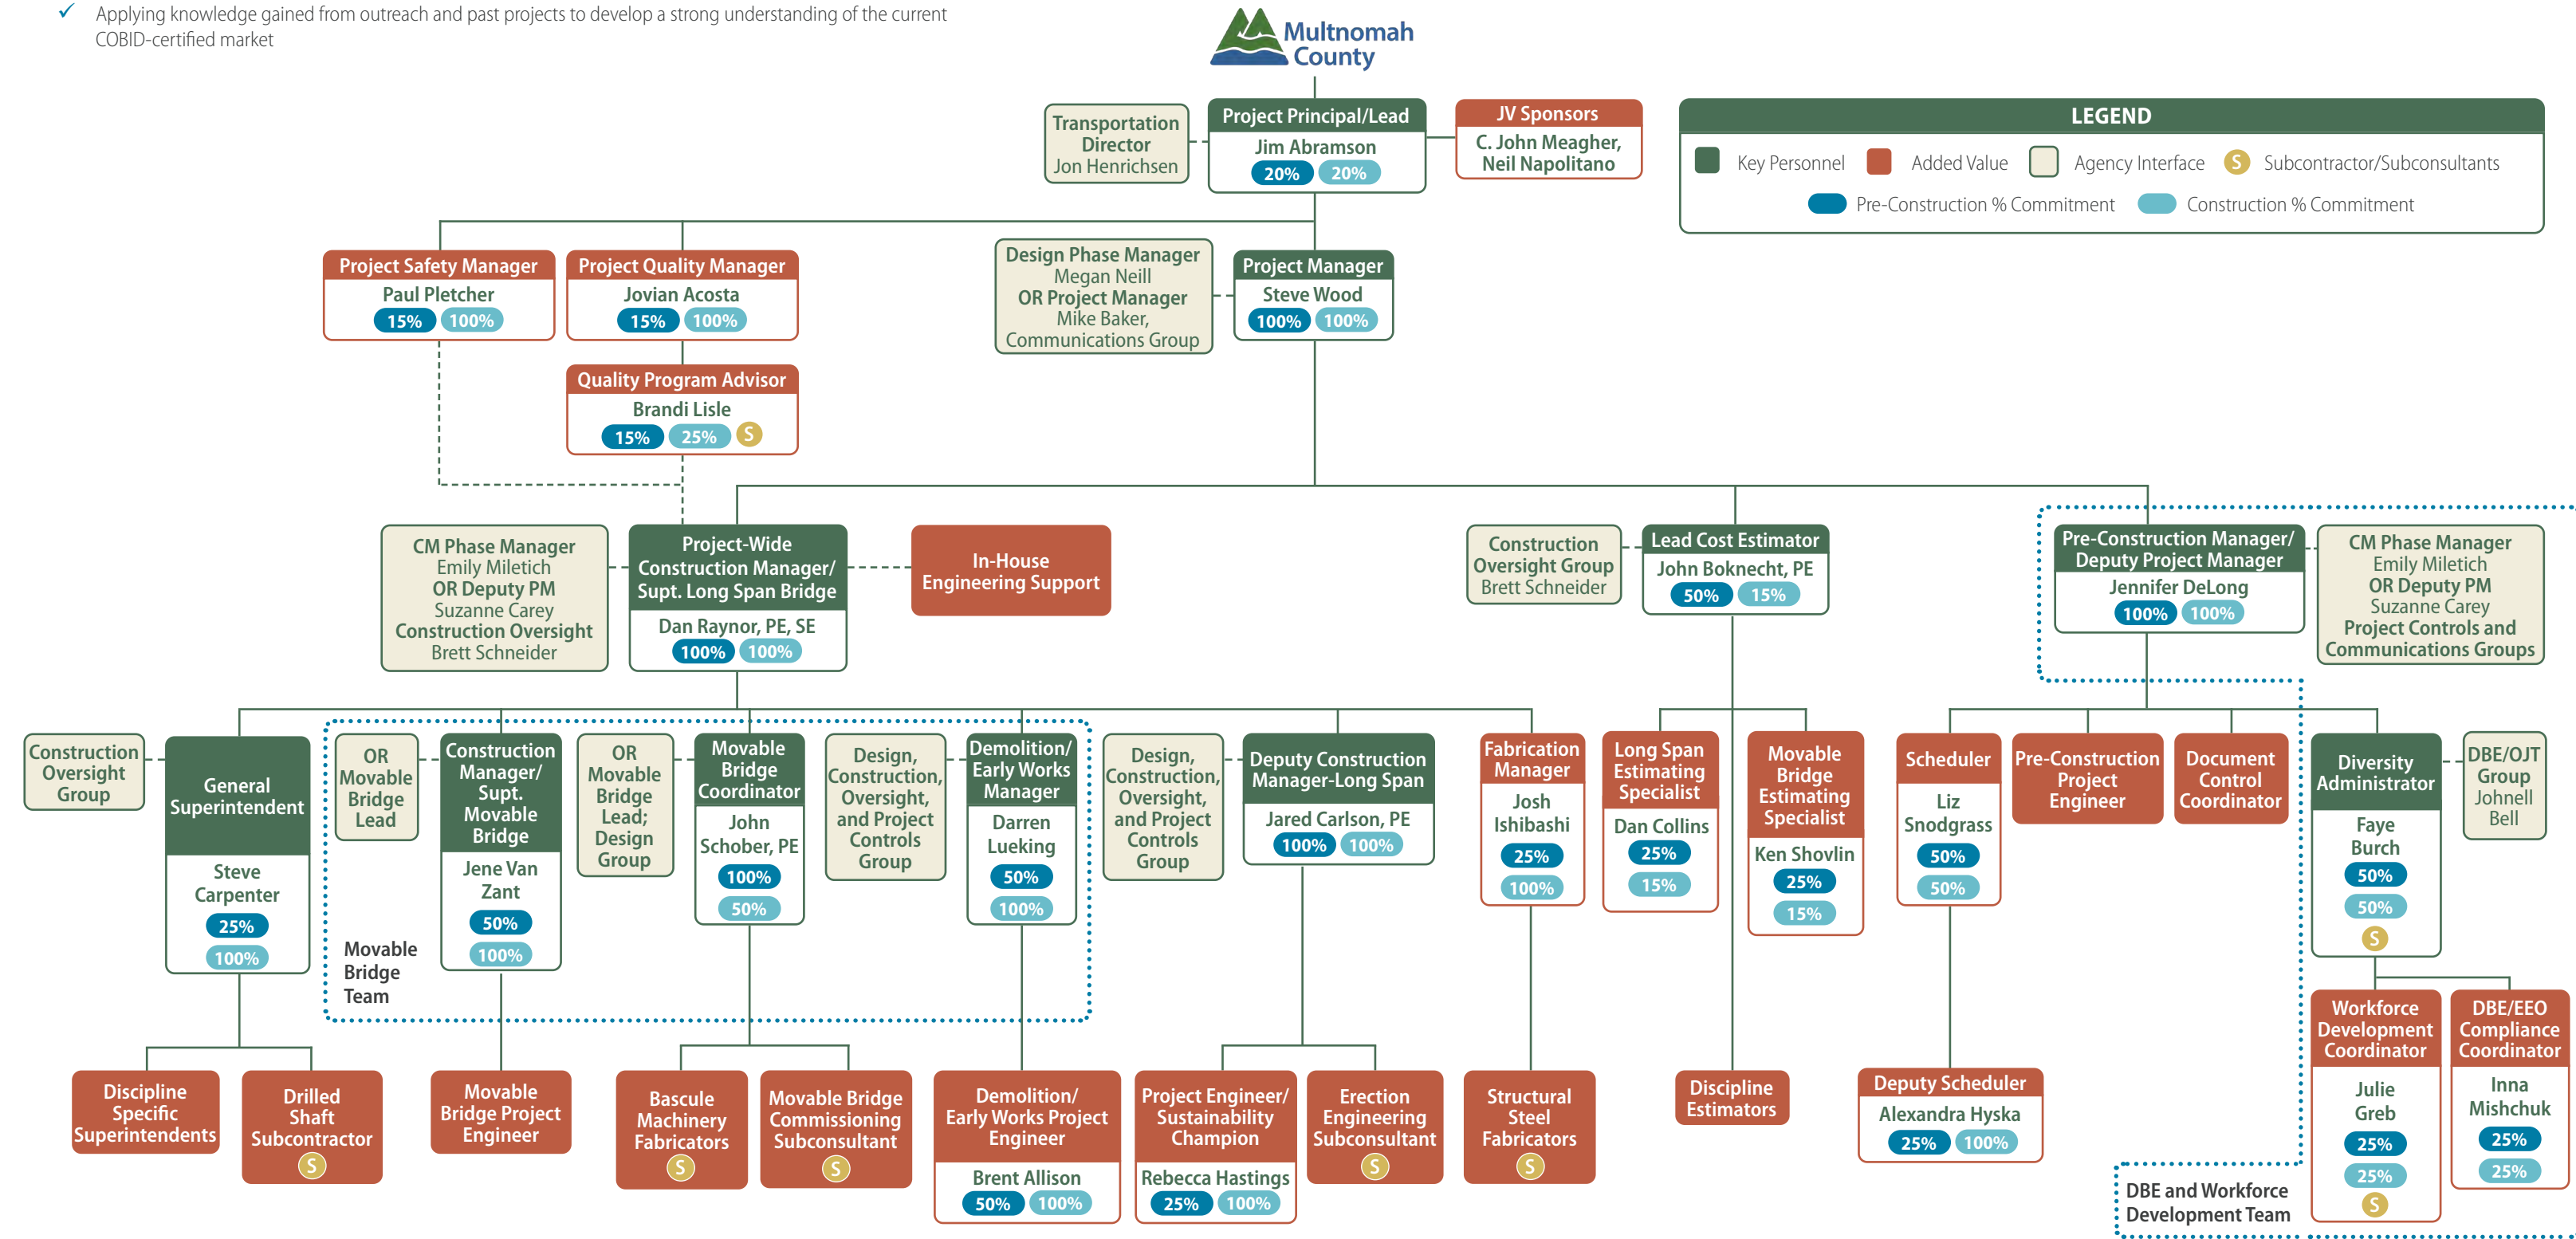 ✓ Applying knowledge gained from outreach and past projects to develop a strong understanding of the current
COBID-certified market
Multnomah
County
Transportation
Director
Jon Henrichsen
Project Principal/Lead
Jim Abramson
20% 20%
JV Sponsors
C. John Meagher,
Neil Napolitano
LEGEND
Key Personnel Added Value Agency Interface S Subcontractor/Subconsultants
Pre-Construction % Commitment Construction % Commitment
Project Safety Manager
Paul Pletcher
15% 100%
Project Quality Manager
Jovian Acosta
15% 100%
Design Phase Manager
Megan Neill
OR Project Manager
Mike Baker,
Communications Group
Project Manager
Steve Wood
100% 100%
Quality Program Advisor
Brandi Lisle
15% 25% S
CM Phase Manager
Emily Miletich
OR Deputy PM
Suzanne Carey
Construction Oversight
Brett Schneider
Project-Wide
Construction Manager/
Supt. Long Span Bridge
Dan Raynor, PE, SE
100% 100%
In-House
Engineering Support
Construction
Oversight Group
Brett Schneider
Lead Cost Estimator
John Boknecht, PE
50% 15%
Pre-Construction Manager/
Deputy Project Manager
Jennifer DeLong
100% 100%
CM Phase Manager
Emily Miletich
OR Deputy PM
Suzanne Carey
Project Controls and
Communications Groups
Construction
Oversight
Group
General
Superintendent
Steve
Carpenter
25%
100%
OR
Movable
Bridge
Lead
Construction
Manager/
Supt.
Movable
Bridge
Jene Van
Zant
50%
100%
Movable
Bridge
Team
OR
Movable
Bridge
Lead;
Design
Group
Movable
Bridge
Coordinator
John
Schober, PE
100%
50%
Design,
Construction,
Oversight,
and Project
Controls
Group
Demolition/
Early Works
Manager
Darren
Lueking
50%
100%
Design,
Construction,
Oversight,
and Project
Controls
Group
Deputy Construction
Manager-Long Span
Jared Carlson, PE
100% 100%
Fabrication
Manager
Josh
Ishibashi
25%
100%
Long Span
Estimating
Specialist
Dan Collins
25%
15%
Movable
Bridge
Estimating
Specialist
Ken Shovlin
25%
15%
Scheduler
Liz
Snodgrass
50%
50%
Pre-Construction
Project
Engineer
Document
Control
Coordinator
Diversity
Administrator
Faye
Burch
50%
50%
S
DBE/OJT
Group
Johnell
Bell
Discipline
Specific
Superintendents
Drilled
Shaft
Subcontractor
S
Movable
Bridge Project
Engineer
Bascule
Machinery
Fabricators
S
Movable Bridge
Commissioning
Subconsultant
S
Demolition/
Early Works Project
Engineer
Brent Allison
50% 100%
Project Engineer/
Sustainability
Champion
Rebecca Hastings
25% 100%
Erection
Engineering
Subconsultant
S
Structural
Steel
Fabricators
S
Discipline
Estimators
Deputy Scheduler
Alexandra Hyska
25% 100%
DBE and Workforce
Development Team
Workforce
Development
Coordinator
Julie
Greb
25%
25%
S
DBE/EEO
Compliance
Coordinator
Inna
Mishchuk
25%
25%